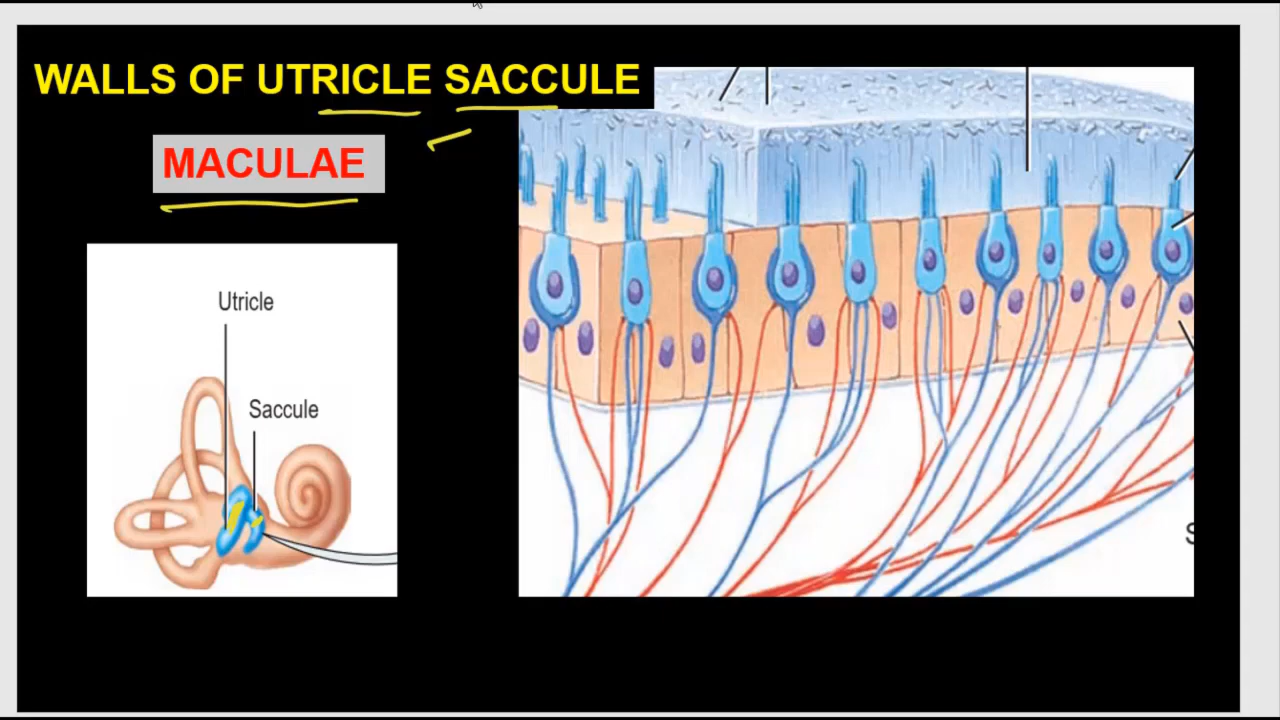 WALLS OF UTRICLE SACCULE
MACULAE
Utricle
Saccule
S